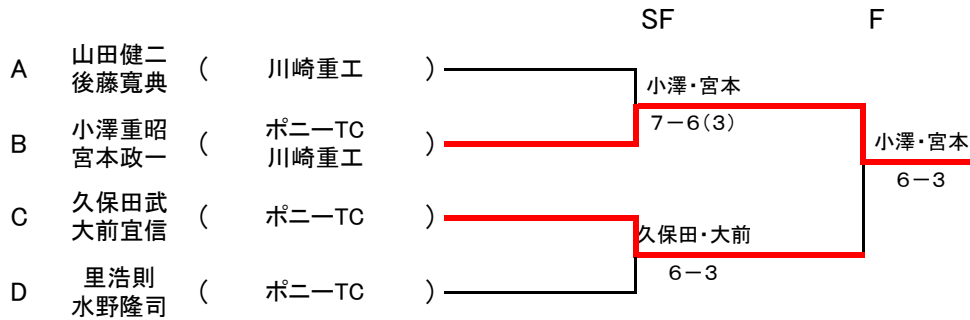 SF F
A 山田健二
後藤寛典 ( 川崎重工 )
小澤・宮本
7−6(3)
B 小澤重昭
宮本政一 ( ポニーTC
川崎重工 )
小澤・宮本
6−3
C 久保田武
大前宜信 ( ポニーTC )
久保田・大前
6−3
D 里浩則
水野隆司 ( ポニーTC )